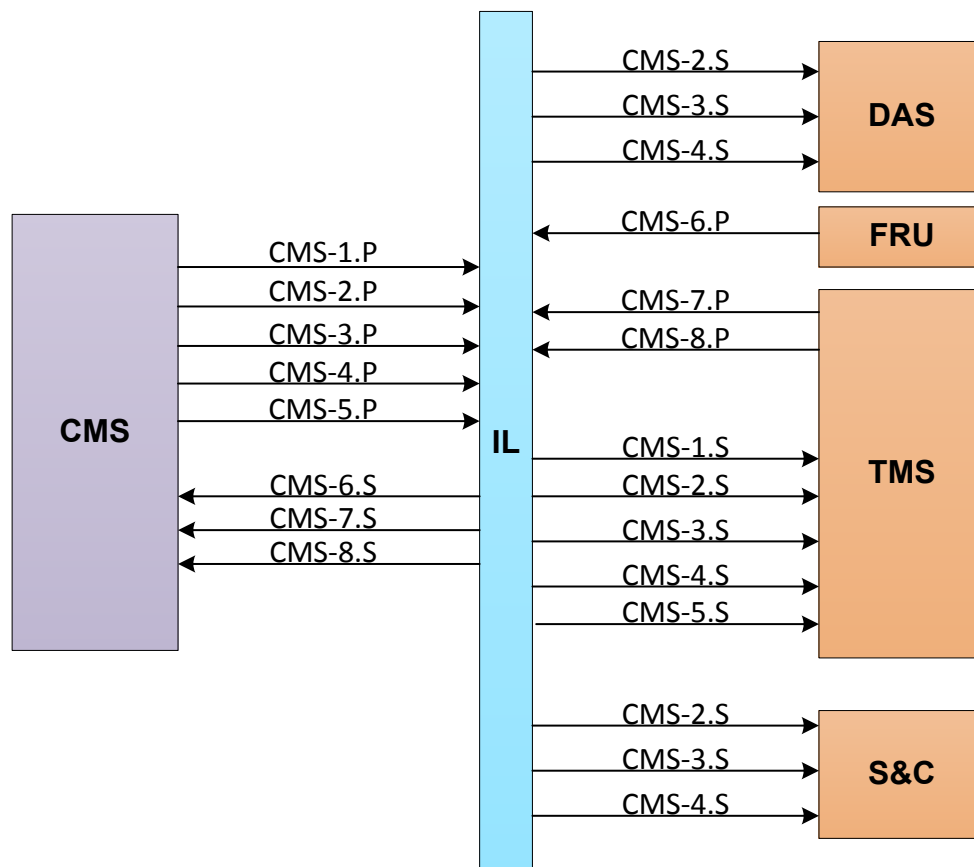 CMS
CMS-1.P
CMS-2.P
CMS-3.P
CMS-4.P
CMS-5.P
CMS-6.S
CMS-7.S
CMS-8.S
IL
CMS-2.S
CMS-3.S
CMS-4.S
DAS
CMS-6.P
FRU
CMS-7.P
CMS-8.P
CMS-1.S
CMS-2.S
CMS-3.S
CMS-4.S
CMS-5.S
TMS
CMS-2.S
CMS-3.S
CMS-4.S
S&C